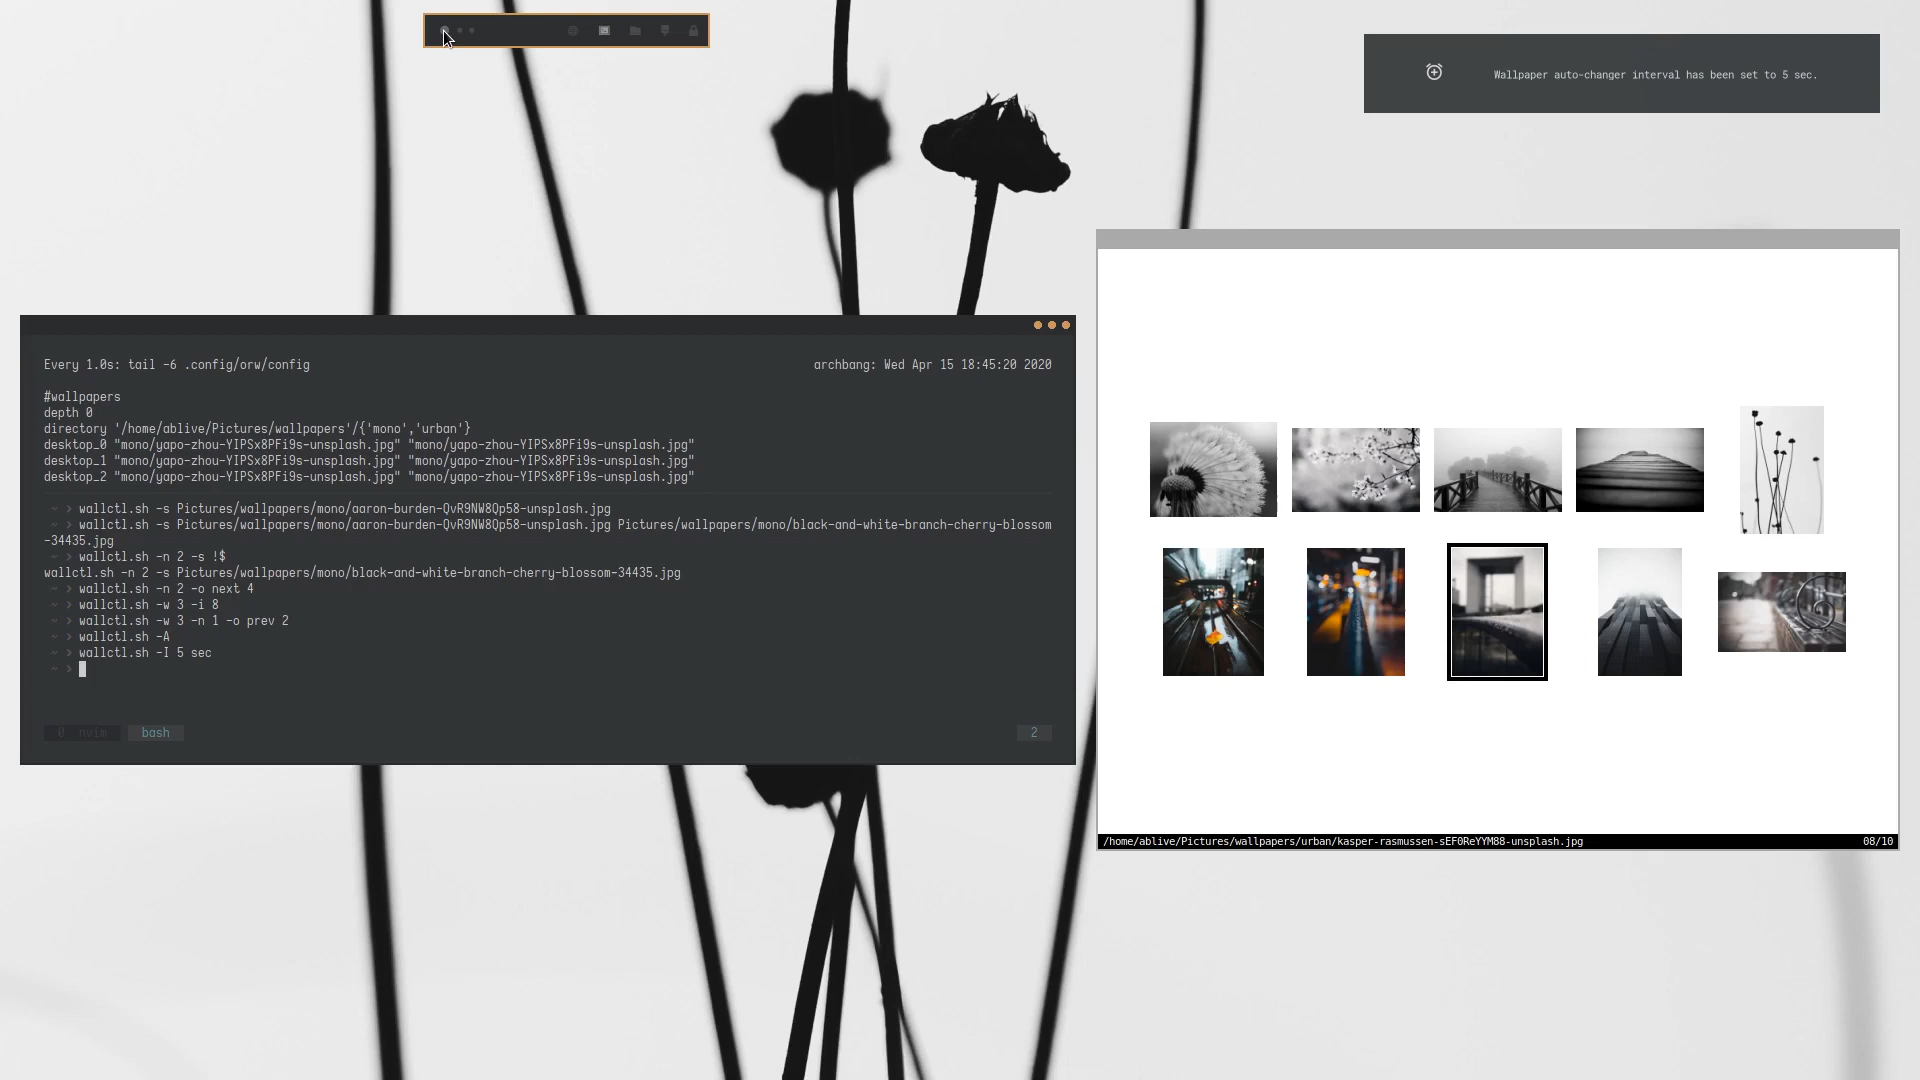 Wallpaper auto-changer interval has been set to 5 sec.
Every 1.0s: tail -6 .config/orw/config archbang: Wed Apr 15 18:45:20 2020
#wallpapers
depth 0
directory '/home/ablive/Pictures/wallpapers'/{'mono','urban'}
desktop_0 "mono/yapo-zhou-YIPSx8PFi9s-unsplash.jpg" "mono/yapo-zhou-YIPSx8PFi9s-unsplash.jpg"
desktop_1 "mono/yapo-zhou-YIPSx8PFi9s-unsplash.jpg" "mono/yapo-zhou-YIPSx8PFi9s-unsplash.jpg"
desktop_2 "mono/yapo-zhou-YIPSx8PFi9s-unsplash.jpg" "mono/yapo-zhou-YIPSx8PFi9s-unsplash.jpg"
~ > wallctl.sh -s Pictures/wallpapers/mono/aaron-burden-QvR9NW8Qp58-unsplash.jpg
~ > wallctl.sh -s Pictures/wallpapers/mono/aaron-burden-QvR9NW8Qp58-unsplash.jpg Pictures/wallpapers/mono/black-and-white-branch-cherry-blossom
-34435.jpg
~ > wallctl.sh -n 2 -s !$
wallctl.sh -n 2 -s Pictures/wallpapers/mono/black-and-white-branch-cherry-blossom-34435.jpg
~ > wallctl.sh -n 2 -o next 4
~ > wallctl.sh -w 3 -i 8
~ > wallctl.sh -w 3 -n 1 -o prev 2
~ > wallctl.sh -A
~ > wallctl.sh -I 5 sec
~ >
0 nvim bash 2
/home/ablive/Pictures/wallpapers/urban/kasper-rasmussen-sEF0ReYYM88-unsplash.jpg 08/10